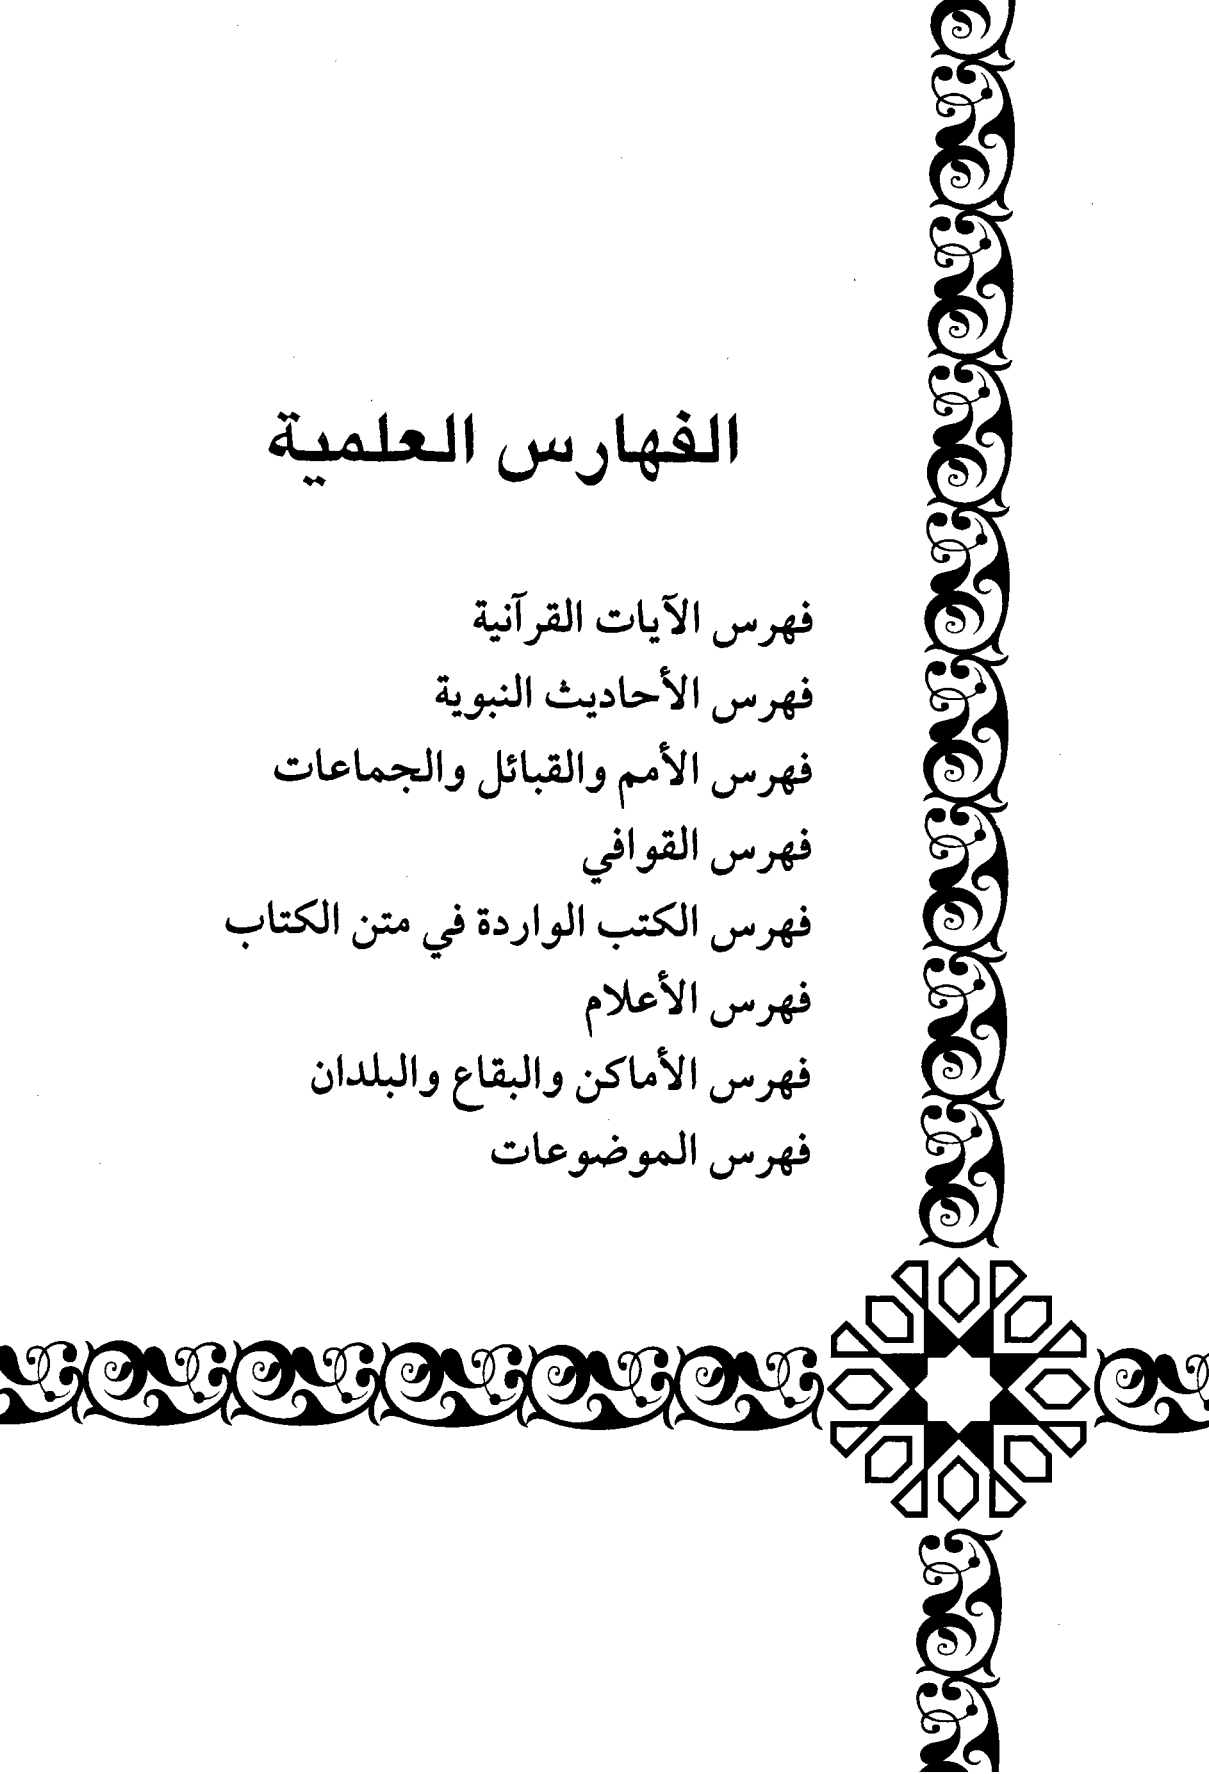 الفهارس العلمية
فهرس الآيات القرآنية
فهرس الأحاديث النبوية
فهرس الأمم والقبائل والجماعات
فهرس القوافي
فهرس الكتب الواردة في متن الكتاب
فهرس الأعلام
فهرس الأماكن والبقاع والبلدان
فهرس الموضوعات